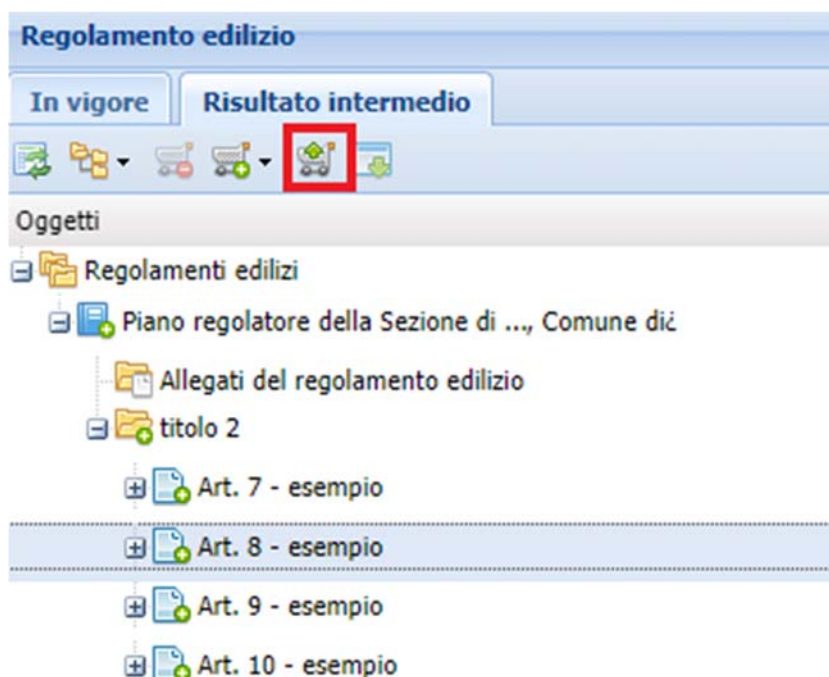 Regolamento edilizio
In vigore Risultato intermedio
Oggetti
Regolamenti edilizi
Piano regolatore della Sezione di ..., Comune di¿
Allegati del regolamento edilizio
titolo 2
Art. 7 - esempio
Art. 8 - esempio
Art. 9 - esempio
Art. 10 - esempio